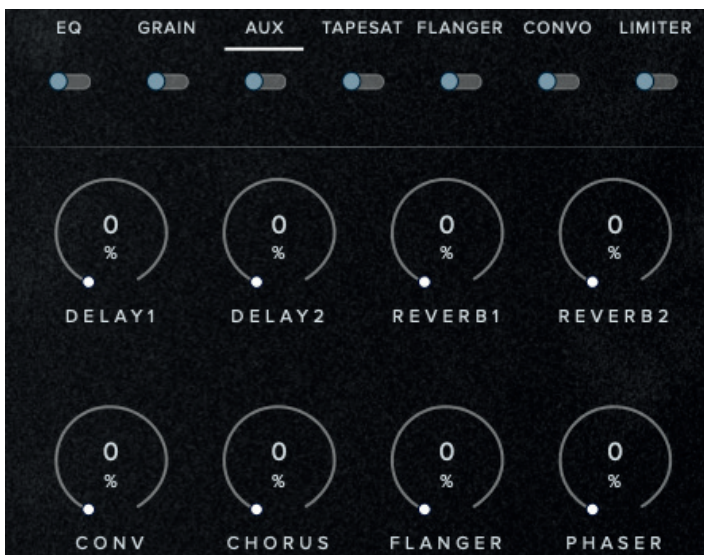 EQ GRAIN AUX TAPESAT FLANGER CONVO LIMITER
0 0 0 0
% % % %
DELAY1 DELAY2 REVERB1 REVERB2
0 0 0 0
% % % %
CONV CHORUS FLANGER PHASER